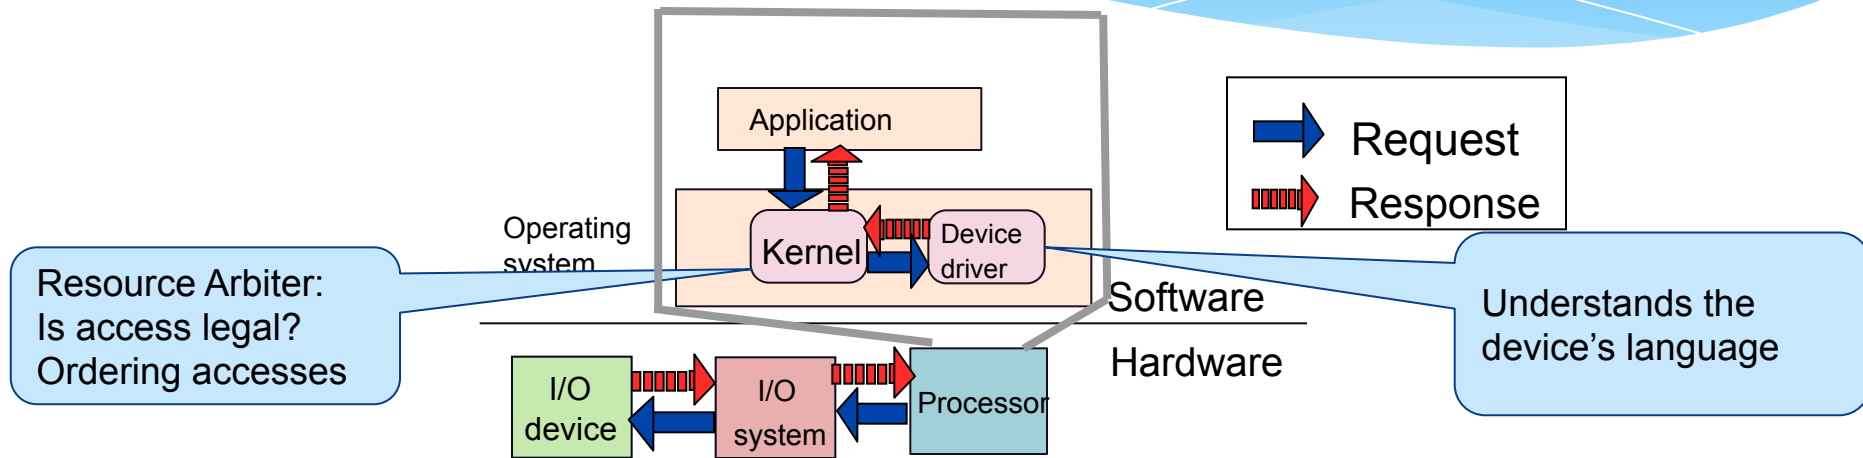 Application
Request
Response
Operating
system
Kernel
Device
driver
Resource Arbiter:
Is access legal?
Ordering accesses
Understands the
device’s language
Software
Hardware
I/O
device
I/O
system
Processor